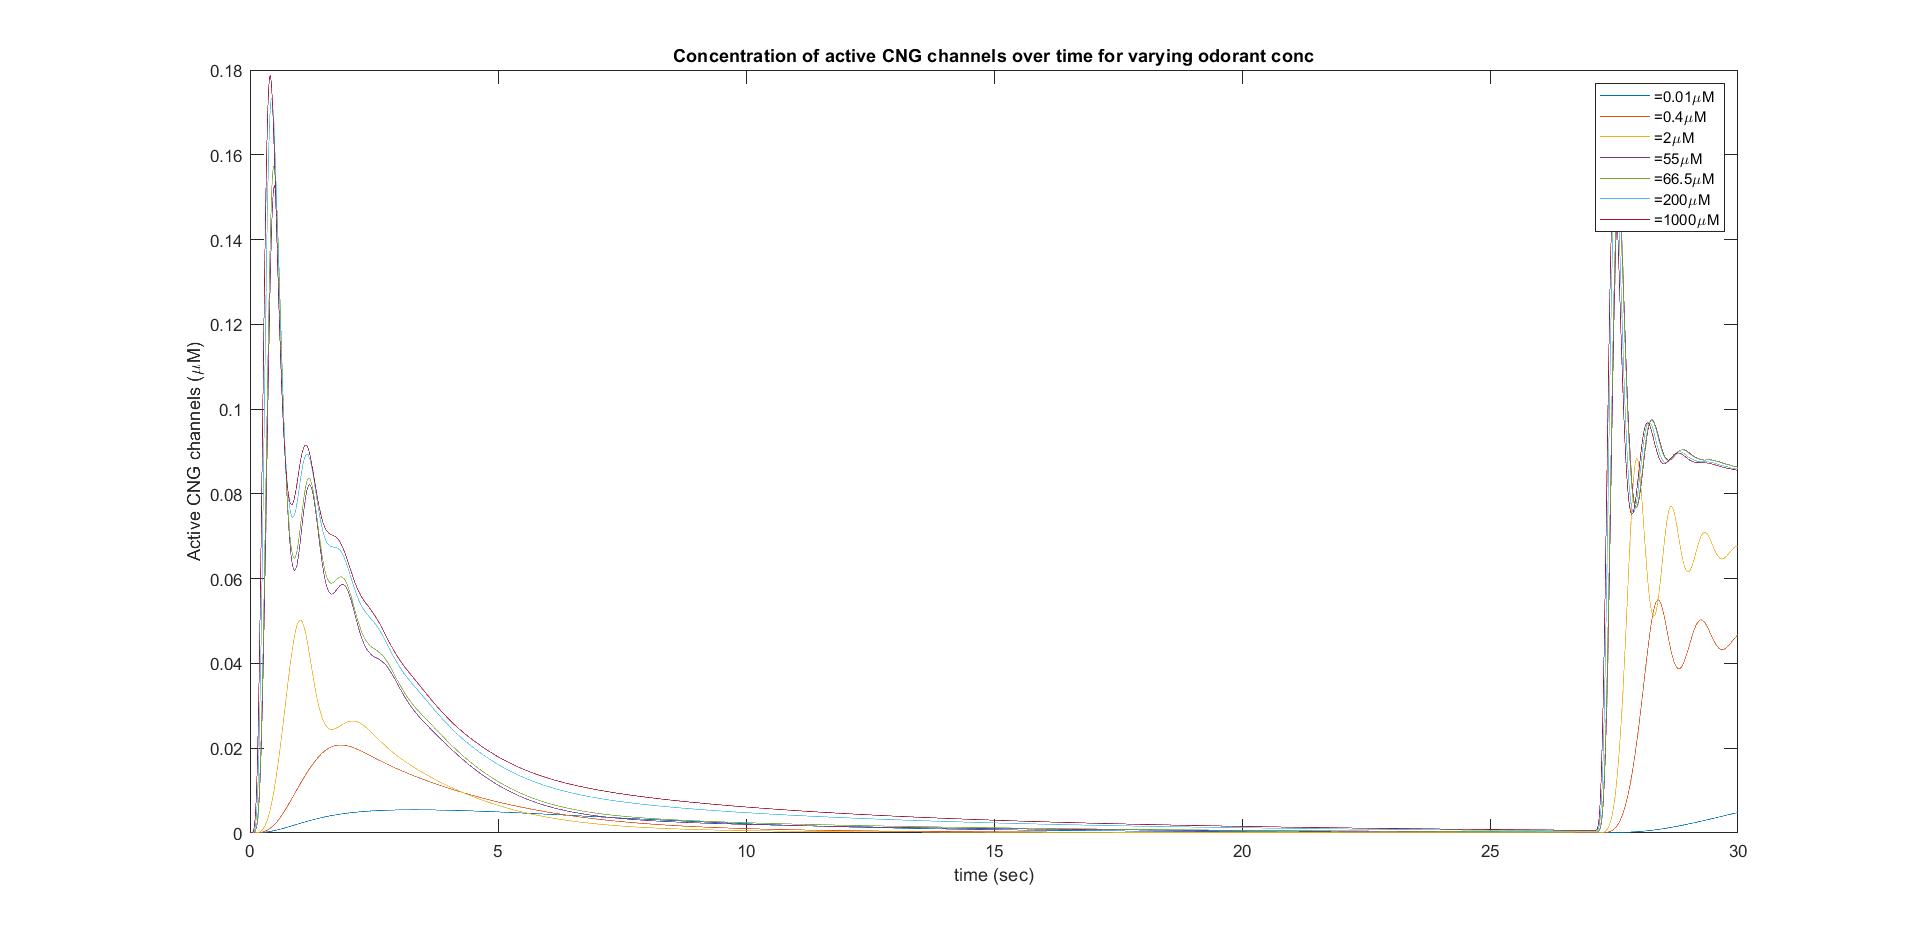 Concentration of active CNG channels over time for varying odorant conc
0.18
0.16
0.14
0.12
0.1
0.08
0.06
0.04
0.02
0
Active CNG channels (μM)
=0.01μM
=0.4μM
=2μM
=55μM
=66.5μM
=200μM
=1000μM
0 5 10 15 20 25 30
time (sec)